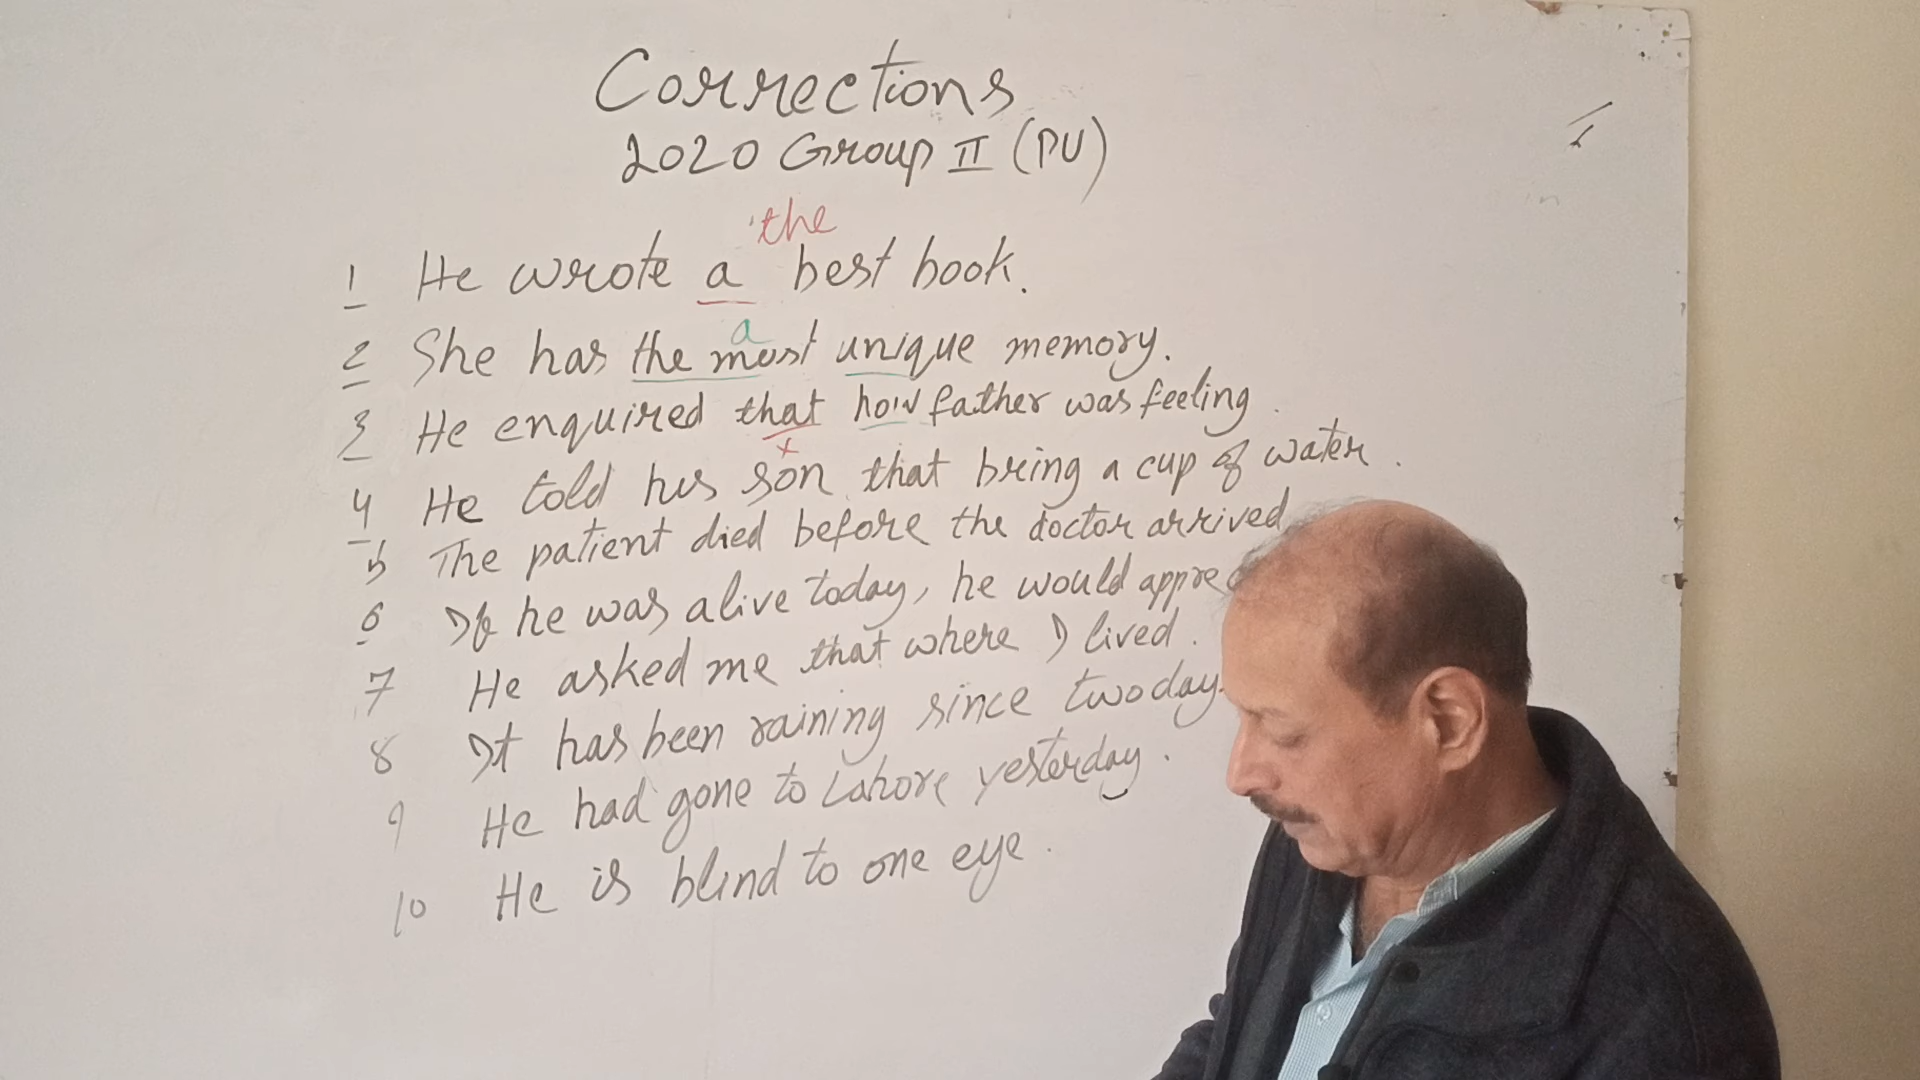 Corrections
2020 Group II (PU)
the
1 He wrote a best book.
a
2 She has the most unique memory.
3 He enquired that how father was feeling.
x
4 He told his son that bring a cup of water.
5 The patient died before the doctor arrived
6 If he was alive today, he would
7 He asked me that where I lived.
8 It has been raining since two day
9 He had gone to Lahore yesterday.
10 He is blind to one eye.